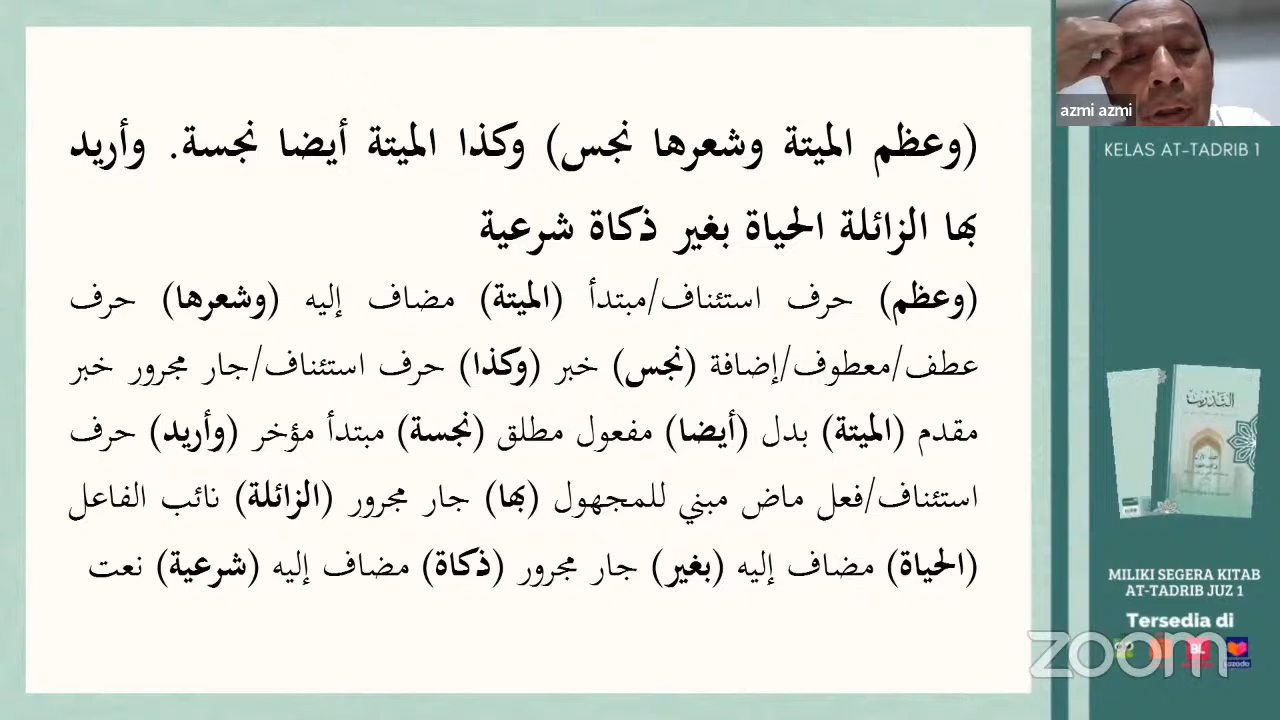 (وعظم الميتة وشعرها نجس) وكذا الميتة أيضا نجسة. وأريد
بها الزائلة الحياة بغير ذكاة شرعية
(وعظم) حرف استئناف/مبتدأ (الميتة) مضاف إليه (وشعرها) حرف
عطف/معطوف/إضافة (نجس) خبر (وكذا) حرف استئناف/جار مجرور خبر
مقدم (الميتة) بدل (أيضا) مفعول مطلق (نجسة) مبتدأ مؤخر (وأريد) حرف
استئناف/فعل ماض مبني للمجهول (بها) جار مجرور (الزائلة) نائب الفاعل
(الحياة) مضاف إليه (بغير) جار مجرور (ذكاة) مضاف إليه (شرعية) نعت
azmi azmi
KELAS AT-TADRIB 1
التدريب
MILIKI SEGERA KITAB
AT-TADRIB JUZ 1
Tersedia di
BL
zoom